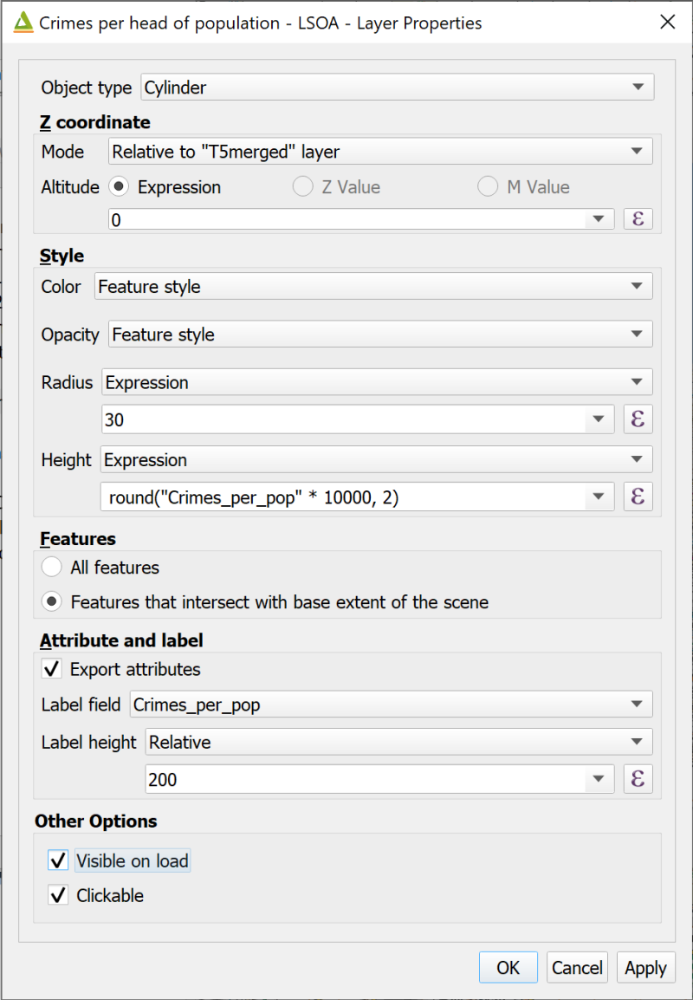 Crimes per head of population - LSOA - Layer Properties
Object type Cylinder
Z coordinate
Mode Relative to "T5merged" layer
Altitude Expression Z Value M Value
0 ε
Style
Color Feature style
Opacity Feature style
Radius Expression
30 ε
Height Expression
round("Crimes_per_pop" * 10000, 2) ε
Features
All features
Features that intersect with base extent of the scene
Attribute and label
Export attributes
Label field Crimes_per_pop
Label height Relative
200 ε
Other Options
Visible on load
Clickable
OK Cancel Apply